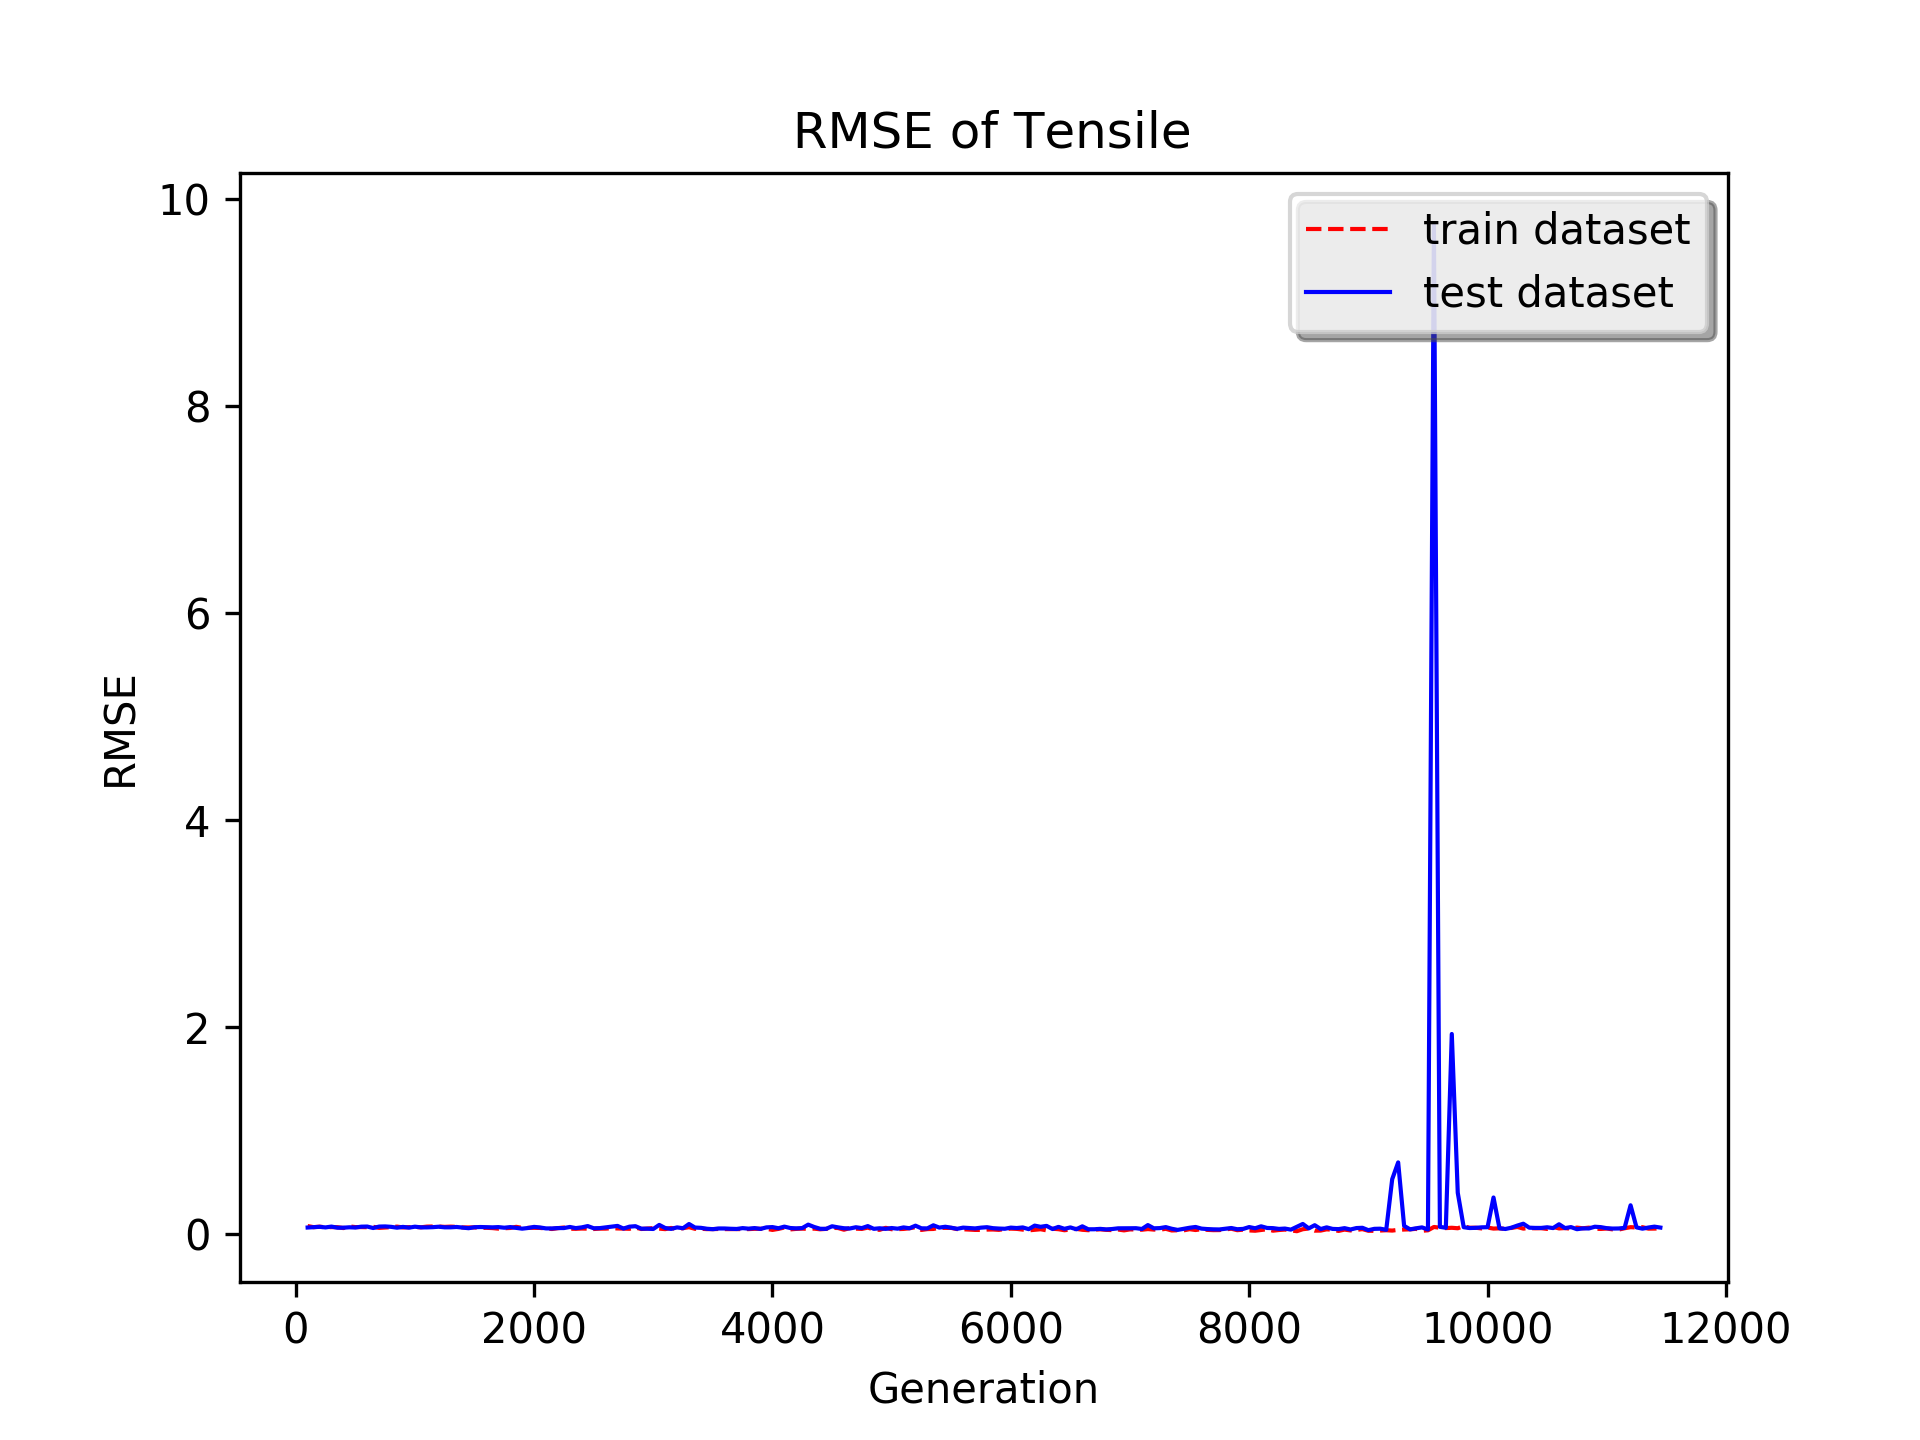 RMSE of Tensile
train dataset
test dataset
10
8
6
4
2
0
RMSE
0 2000 4000 6000 8000 10000 12000
Generation